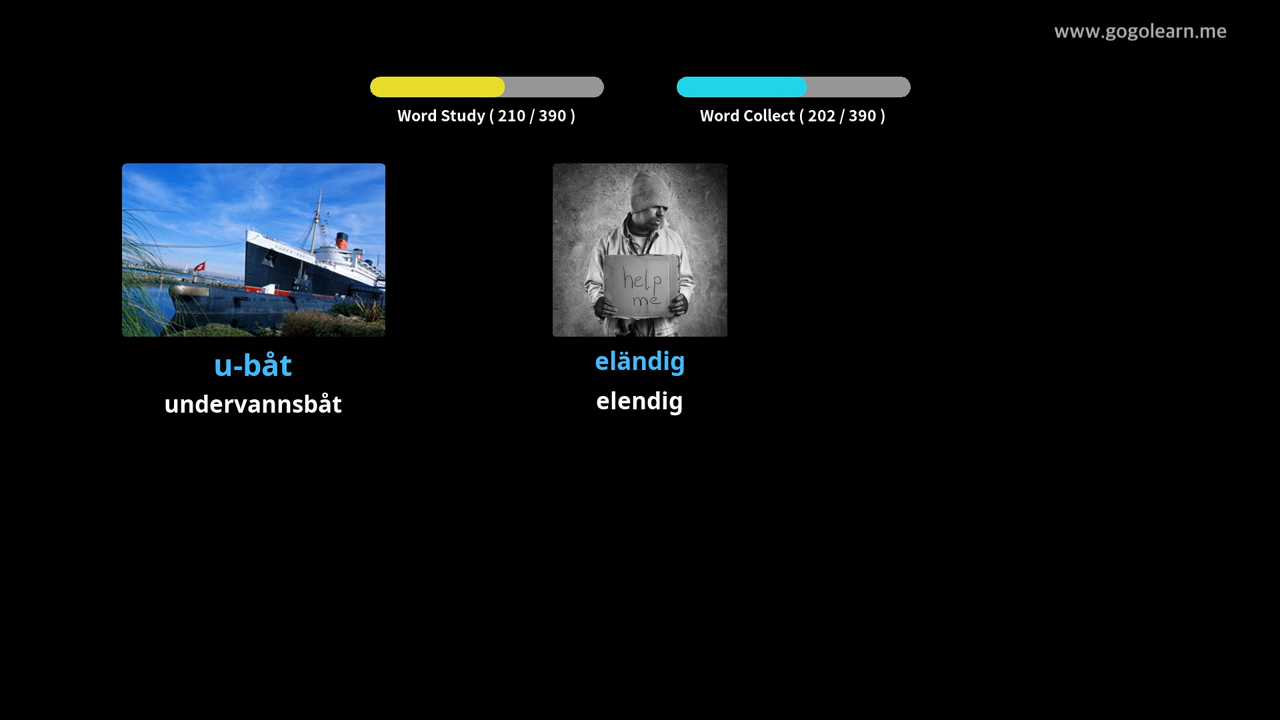 www.gogolearn.me
Word Study ( 210 / 390 )
Word Collect ( 202 / 390 )
help
me
u-båt
undervannsbåt
eländig
elendig